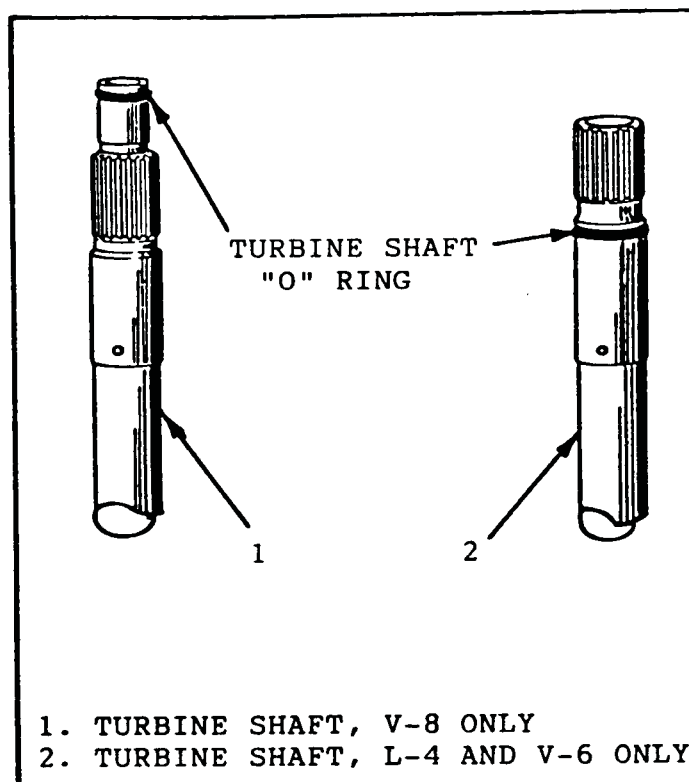 TURBINE SHAFT
"O" RING
1
2
1. TURBINE SHAFT, V-8 ONLY
2. TURBINE SHAFT, L-4 AND V-6 ONLY